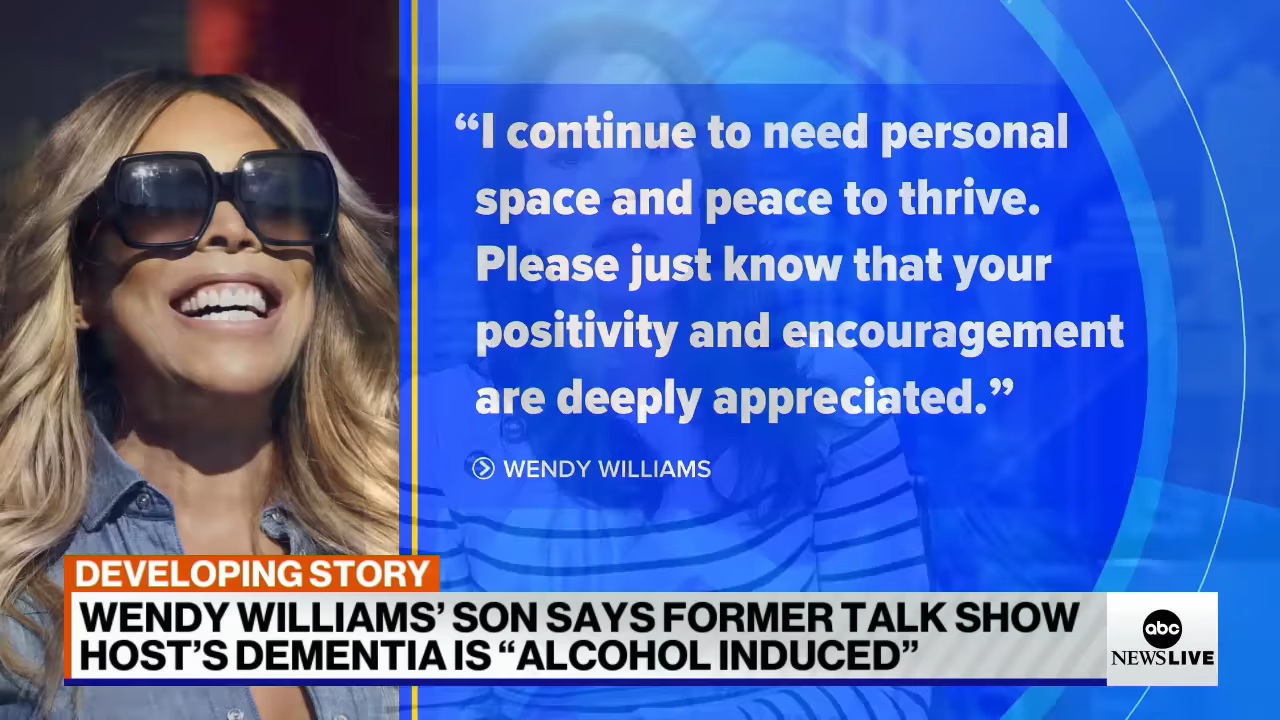 “I continue to need personal
space and peace to thrive.
Please just know that your
positivity and encouragement
are deeply appreciated.”
WENDY WILLIAMS
DEVELOPING STORY
WENDY WILLIAMS’ SON SAYS FORMER TALK SHOW
HOST’S DEMENTIA IS “ALCOHOL INDUCED”
abc
NEWSLIVE